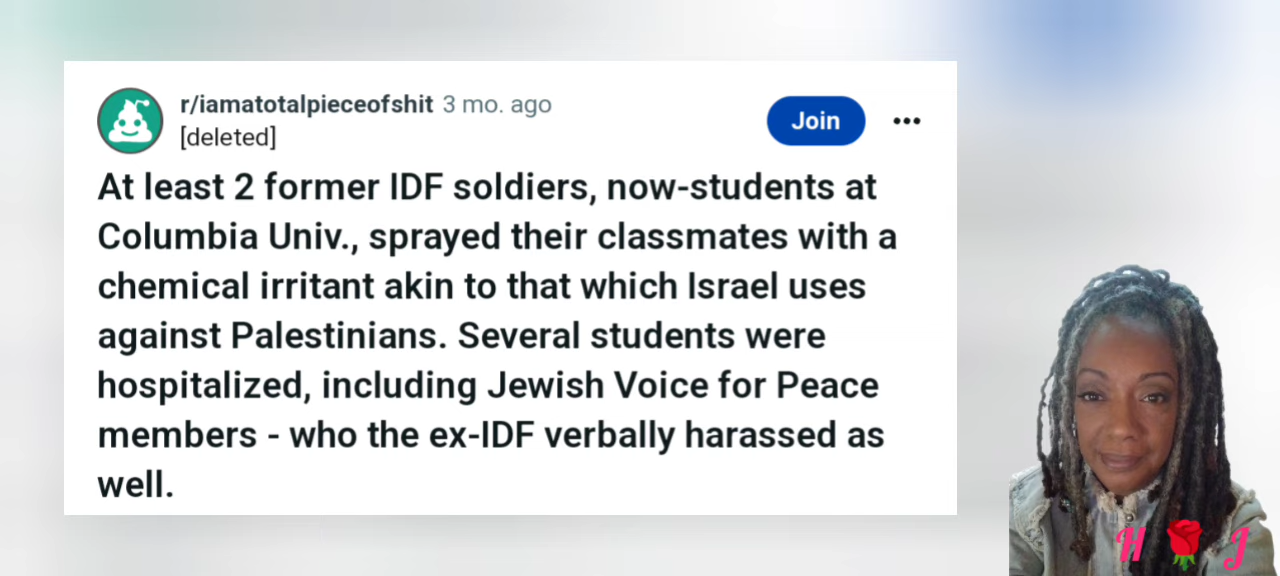 r/iamatotalpieceofshit 3 mo. ago
[deleted]
Join
At least 2 former IDF soldiers, now-students at
Columbia Univ., sprayed their classmates with a
chemical irritant akin to that which Israel uses
against Palestinians. Several students were
hospitalized, including Jewish Voice for Peace
members - who the ex-IDF verbally harassed as
well.
H J